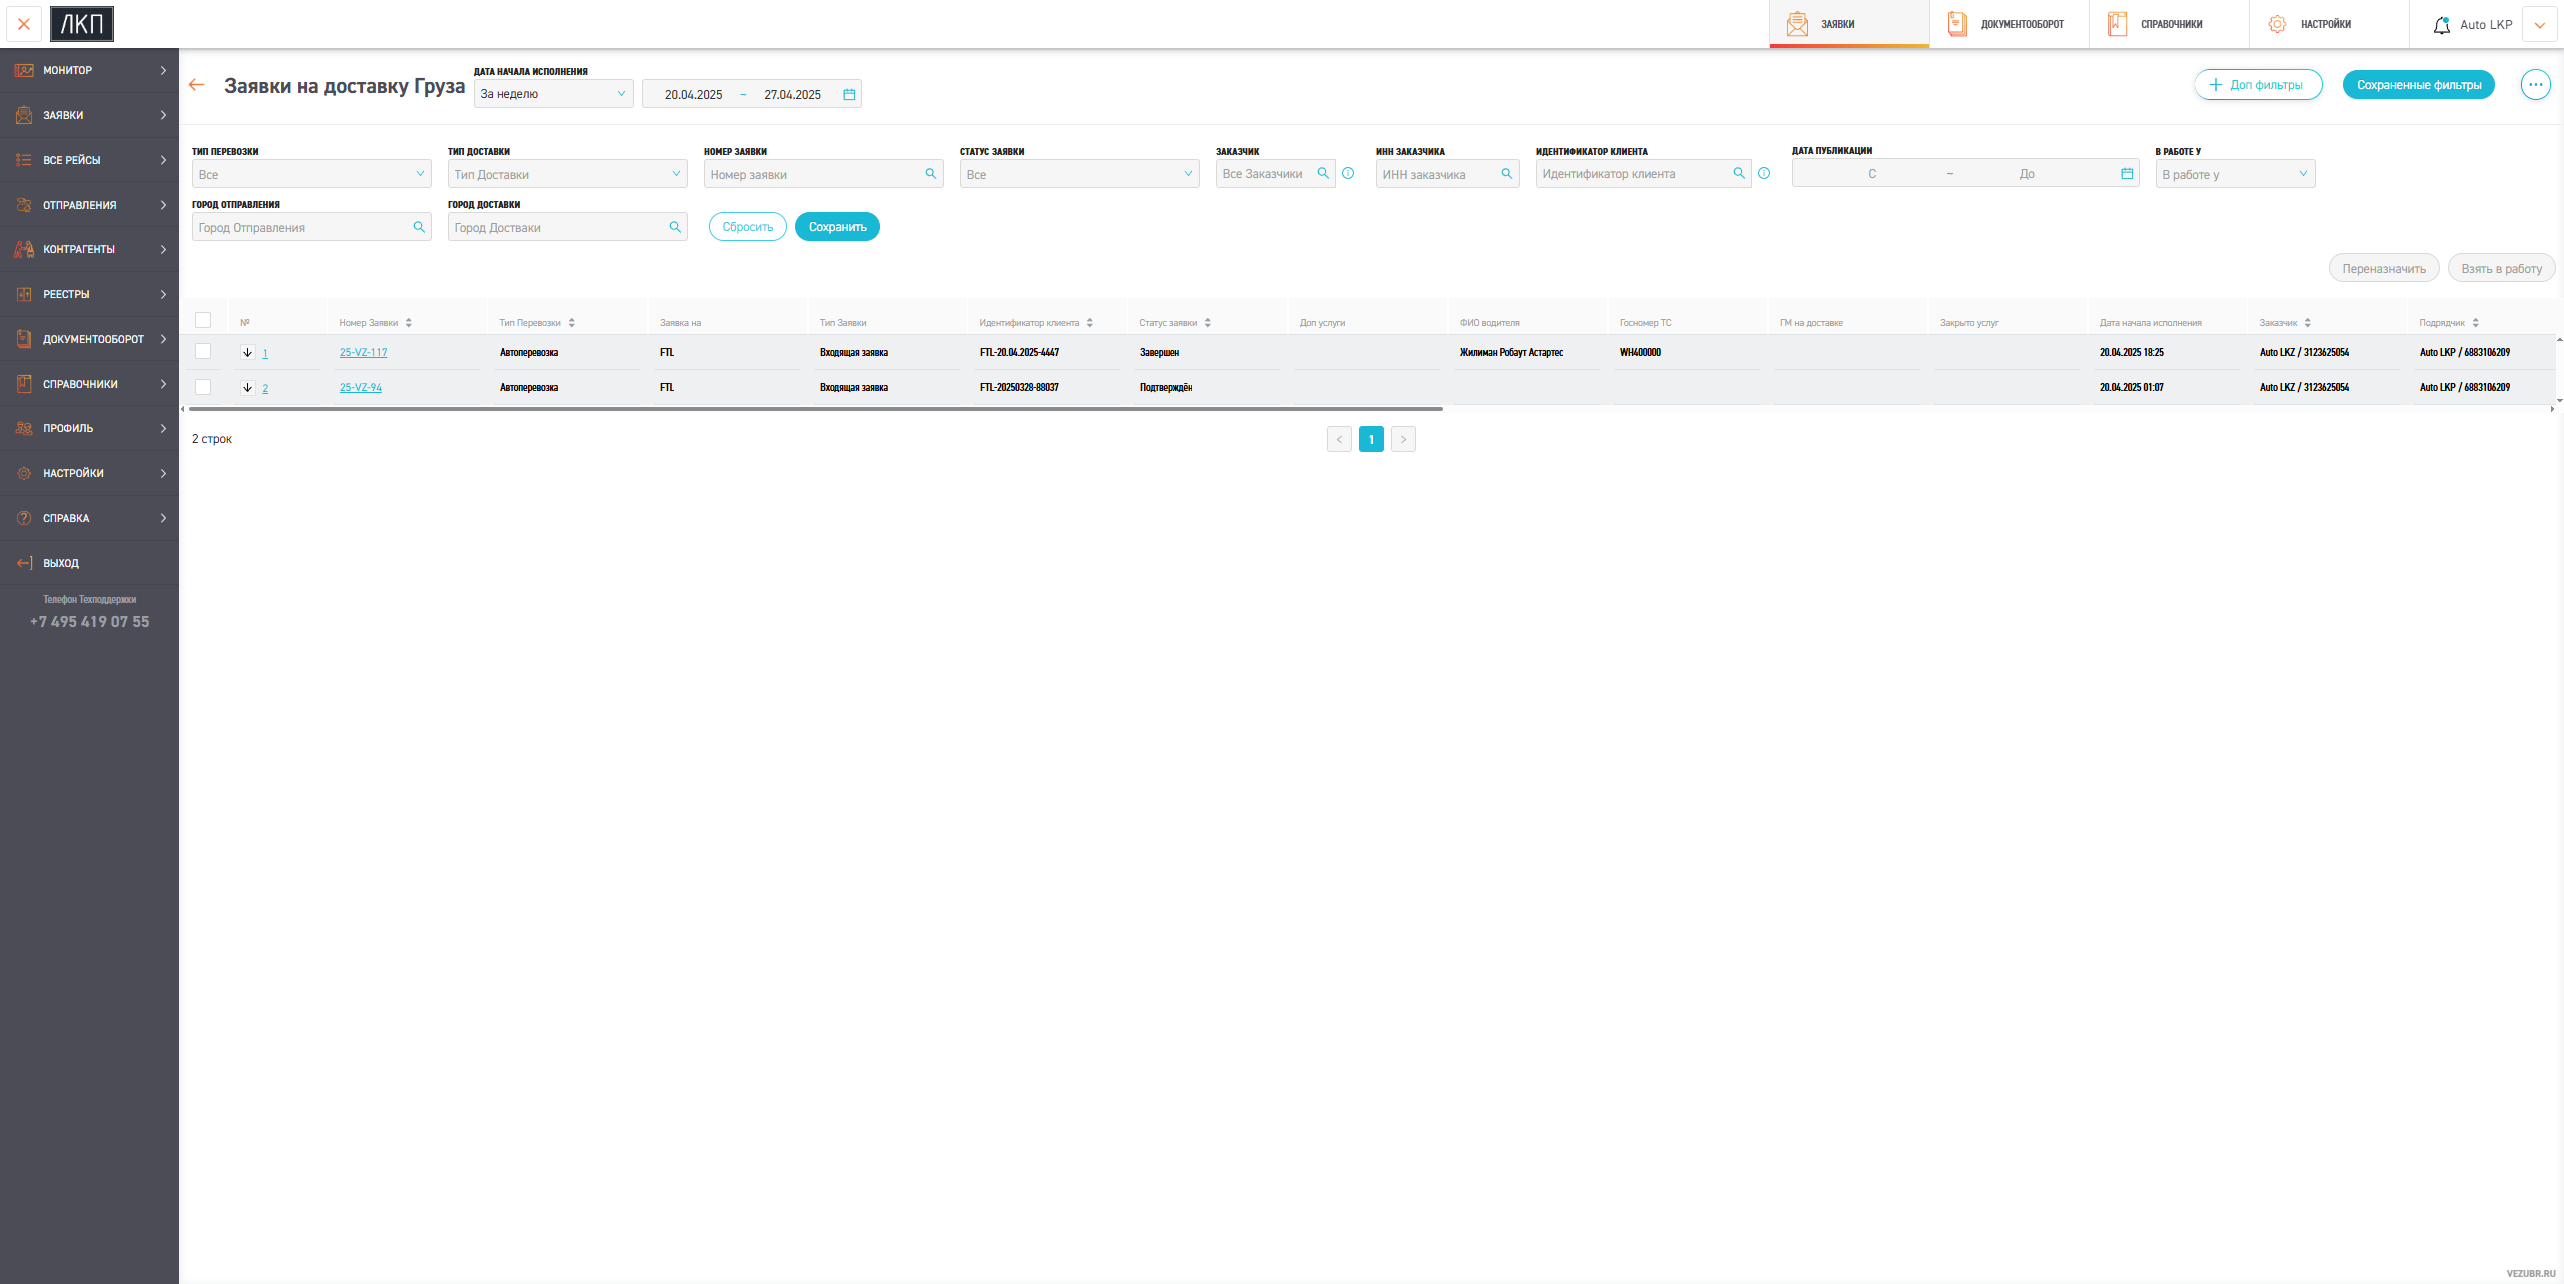 ЛКП
ЗАЯВКИ
ДОКУМЕНТООБОРОТ
СПРАВОЧНИКИ
НАСТРОЙКИ
Auto LKP
МОНИТОР
ЗАЯВКИ
ВСЕ РЕЙСЫ
ОТПРАВЛЕНИЯ
КОНТРАГЕНТЫ
РЕЕСТРЫ
ДОКУМЕНТООБОРОТ
СПРАВОЧНИКИ
ПРОФИЛЬ
НАСТРОЙКИ
СПРАВКА
ВЫХОД
Телефон Техподдержки
+7 495 419 07 55
Заявки на доставку Груза
ДАТА НАЧАЛА ИСПОЛНЕНИЯ
За неделю
20.04.2025 ~ 27.04.2025
Доп фильтры
Сохраненные фильтры
ТИП ПЕРЕВОЗКИ
Все
ТИП ДОСТАВКИ
Тип Доставки
НОМЕР ЗАЯВКИ
Номер заявки
СТАТУС ЗАЯВКИ
Все
ЗАКАЗЧИК
Все Заказчики
ИНН ЗАКАЗЧИКА
ИНН заказчика
ИДЕНТИФИКАТОР КЛИЕНТА
Идентификатор клиента
ДАТА ПУБЛИКАЦИИ
С ~ До
В РАБОТЕ У
В работе у
ГОРОД ОТПРАВЛЕНИЯ
Город Отправления
ГОРОД ДОСТАВКИ
Город Доствaки
Сбросить
Сохранить
Переназначить
Взять в работу
№ Номер Заявки Тип Перевозки Заявка на Тип Заявки Идентификатор клиента Статус заявки Доп услуги ФИО водителя Госномер ТС ГМ на доставке Закрыто услуг Дата начала исполнения Заказчик Подрядчик
1 25-VZ-117 Автоперевозка FTL Входящая заявка FTL-20.04.2025-4447 Завершен Жилиман Робаут Астартес WH400000 20.04.2025 18:25 Auto LKZ / 3123625054 Auto LKP / 6883106209
2 25-VZ-94 Автоперевозка FTL Входящая заявка FTL-20250328-88037 Подтверждён 20.04.2025 01:07 Auto LKZ / 3123625054 Auto LKP / 6883106209
2 строк
< 1 >
VEZUBR.RU